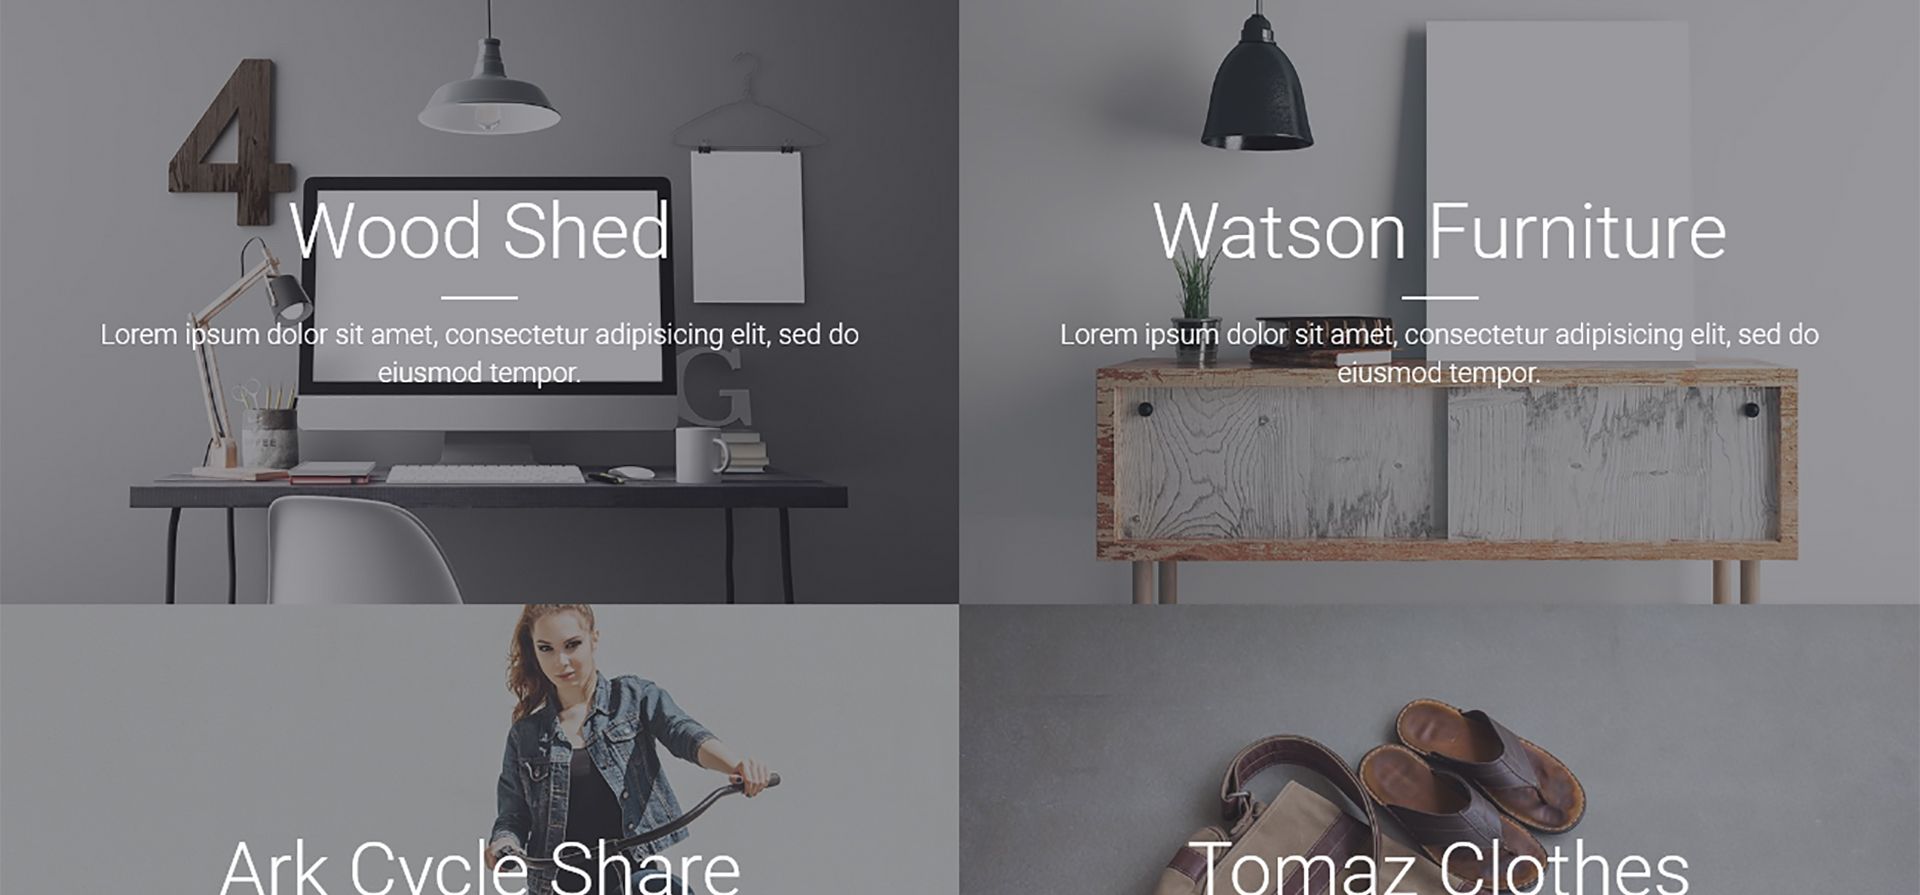 4
Wood Shed
Lorem ipsum dolor sit amet, consectetur adipisicing elit, sed do
eiusmod tempor.
G
Watson Furniture
Lorem ipsum dolor sit amet, consectetur adipisicing elit, sed do
eiusmod tempor.
Ark Cycle Share
Tomaz Clothes